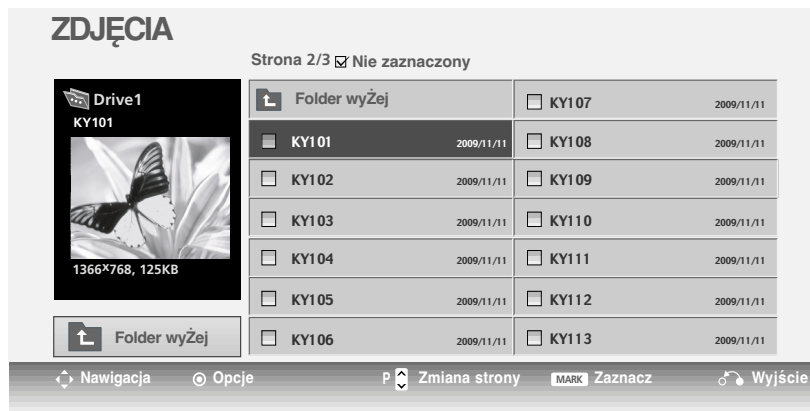 ZDJĘCIA
Strona 2/3 Nie zaznaczony
Drive1
KY101
1366x768, 125KB
Folder wyŻej
Folder wyŻej
KY101 2009/11/11
KY102 2009/11/11
KY103 2009/11/11
KY104 2009/11/11
KY105 2009/11/11
KY106 2009/11/11
KY107 2009/11/11
KY108 2009/11/11
KY109 2009/11/11
KY110 2009/11/11
KY111 2009/11/11
KY112 2009/11/11
KY113 2009/11/11
Nawigacja Opcje P Zmiana strony MARK Zaznacz Wyjście